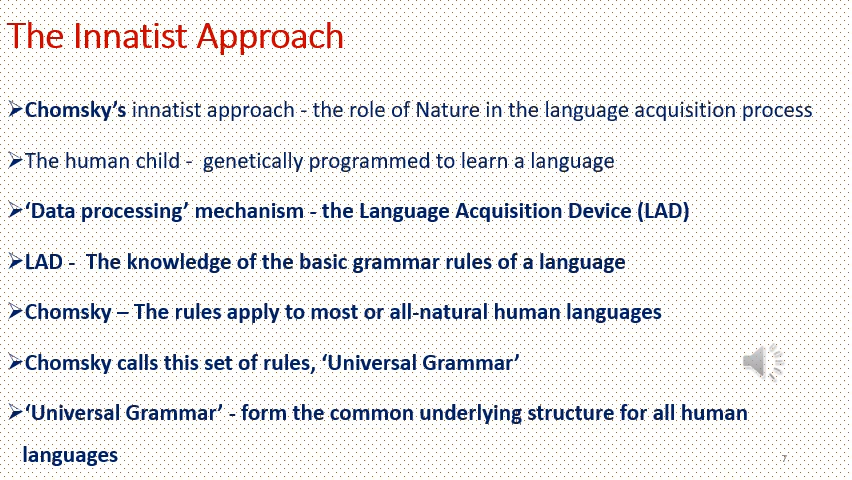 The Innatist Approach
➢Chomsky's innatist approach - the role of Nature in the language acquisition process
➢The human child -  genetically programmed to learn a language
➢‘Data processing’ mechanism - the Language Acquisition Device (LAD)
➢LAD -  The knowledge of the basic grammar rules of a language
➢Chomsky – The rules apply to most or all-natural human languages
➢Chomsky calls this set of rules, ‘Universal Grammar’
➢‘Universal Grammar’ - form the common underlying structure for all human
languages
7